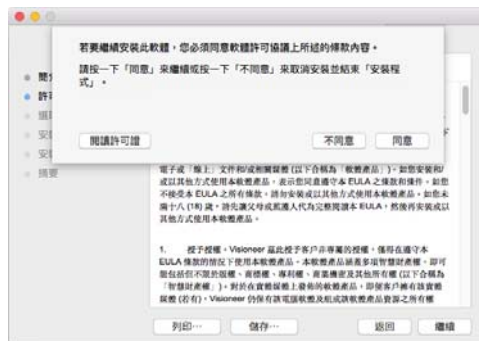 若要繼續安裝此軟體，您必須同意軟體許可協議上所述的條款內容。
請按一下「同意」來繼續或按一下「不同意」來取消安裝並結束「安裝程
式」。
閱讀許可證
不同意
同意
簡
許
選
安
安
摘要
電子或「線上」文件和/或相關媒體 (以下合稱為「軟體產品」)。如您安裝和/
或以其他方式使用本軟體產品，表示您同意遵守本 EULA 之條款和條件。如您
不接受本 EULA 之所有條款，請勿安裝或以其他方式使用本軟體產品。如您未
滿十八 (18) 歲，請先讓父母或監護人代為完整閱讀本 EULA，然後再安裝或以
其他方式使用本軟體產品。
1. 授予授權。Visioneer 茲此授予客戶非專屬的授權，僅得在遵守本
EULA 條款的情況下使用本軟體產品。本軟體產品涵蓋多項智慧財產權，即可
能包括但不限於版權、商標權、專利權、商業機密及其他所有權 (以下合稱為
「智慧財產權」)。對於在實體媒體上發佈的軟體產品，即便客戶擁有該實體
媒體 (若有)，Visioneer 仍保有該電腦軟體及組成該軟體產品資源之所有權
列印⋯
儲存⋯
返回
繼續